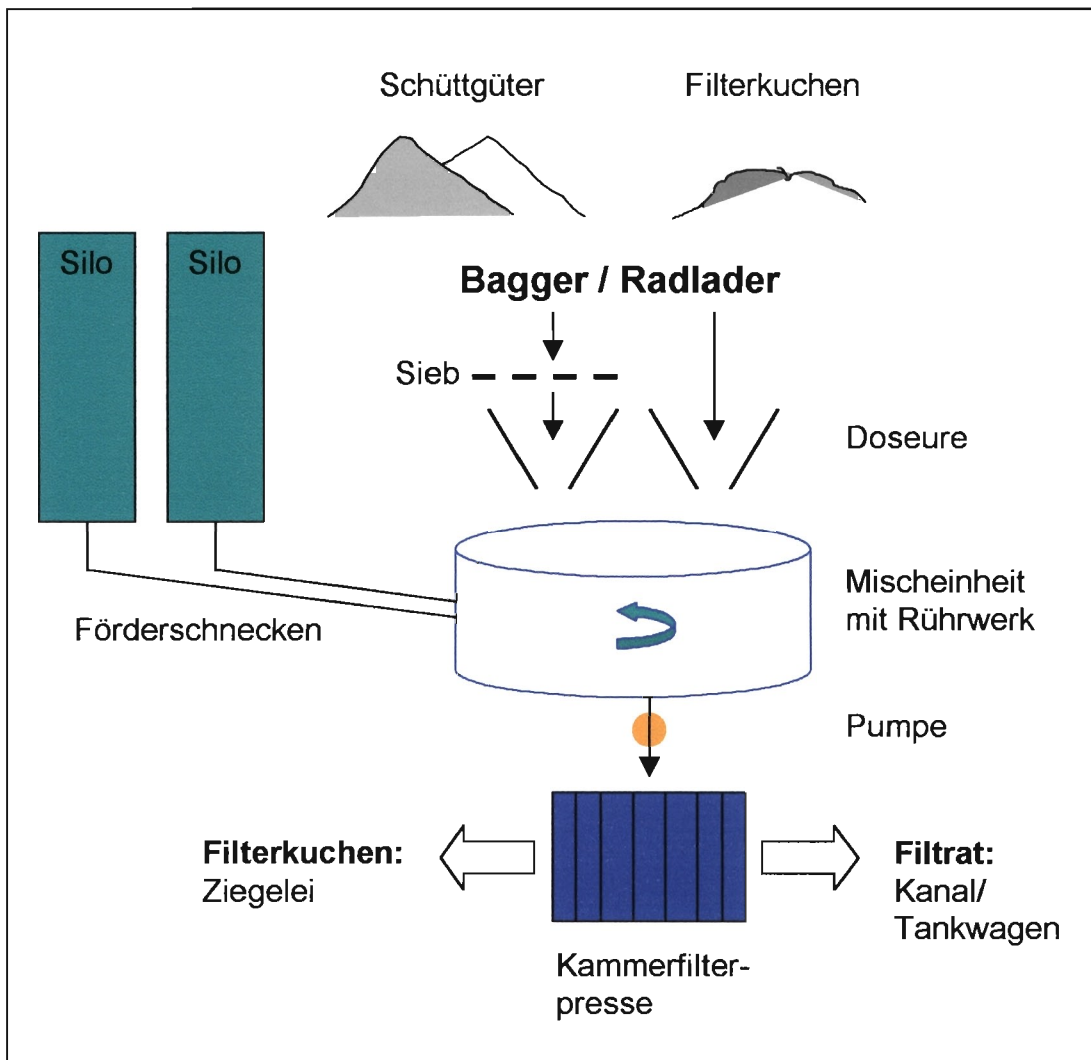 Schüttgüter
Filterkuchen
Silo
Silo
Bagger / Radlader
Sieb
Doseure
Mischeinheit
mit Rührwerk
Förderschnecken
Pumpe
Filterkuchen:
Ziegelei
Filtrat:
Kanal/
Tankwagen
Kammerfilter-
presse